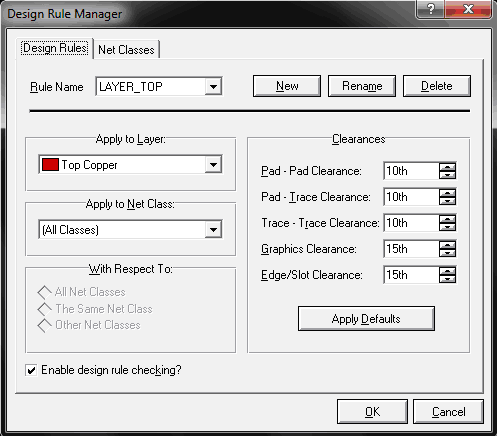 Design Rule Manager
Design Rules Net Classes
Rule Name LAYER_TOP New Rename Delete
Apply to Layer:
Top Copper
Apply to Net Class:
(All Classes)
With Respect To:
All Net Classes
The Same Net Class
Other Net Classes
Clearances
Pad - Pad Clearance: 10th
Pad - Trace Clearance: 10th
Trace - Trace Clearance: 10th
Graphics Clearance: 15th
Edge/Slot Clearance: 15th
Apply Defaults
Enable design rule checking?
OK Cancel